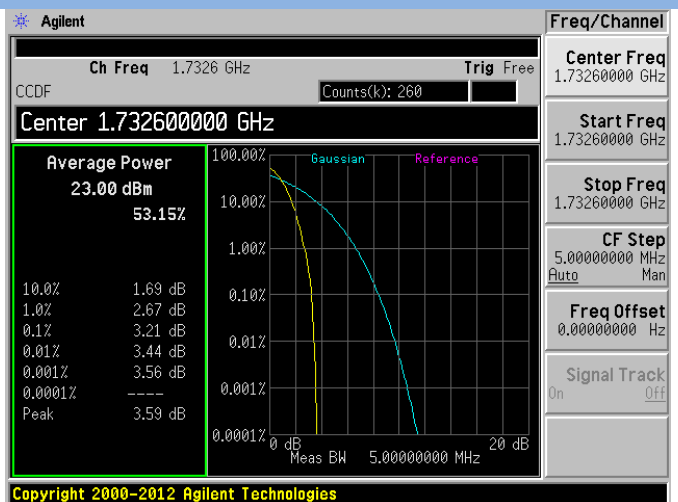 Agilent
Freq/Channel
Ch Freq 1.7326 GHz Trig Free
CCDF Counts(k): 260
Center 1.732600000 GHz
Average Power
23.00 dBm
53.15%
10.0% 1.69 dB
1.0% 2.67 dB
0.1% 3.21 dB
0.01% 3.44 dB
0.001% 3.56 dB
0.0001% ----
Peak 3.59 dB
100.00% Gaussian Reference
10.00%
1.00%
0.10%
0.01%
0.001%
0.0001%
0 dB 20 dB
Meas BW 5.00000000 MHz
Center Freq
1.73260000 GHz
Start Freq
1.73260000 GHz
Stop Freq
1.73260000 GHz
CF Step
5.00000000 MHz
Auto Man
Freq Offset
0.00000000 Hz
Signal Track
On Off
Copyright 2000-2012 Agilent Technologies